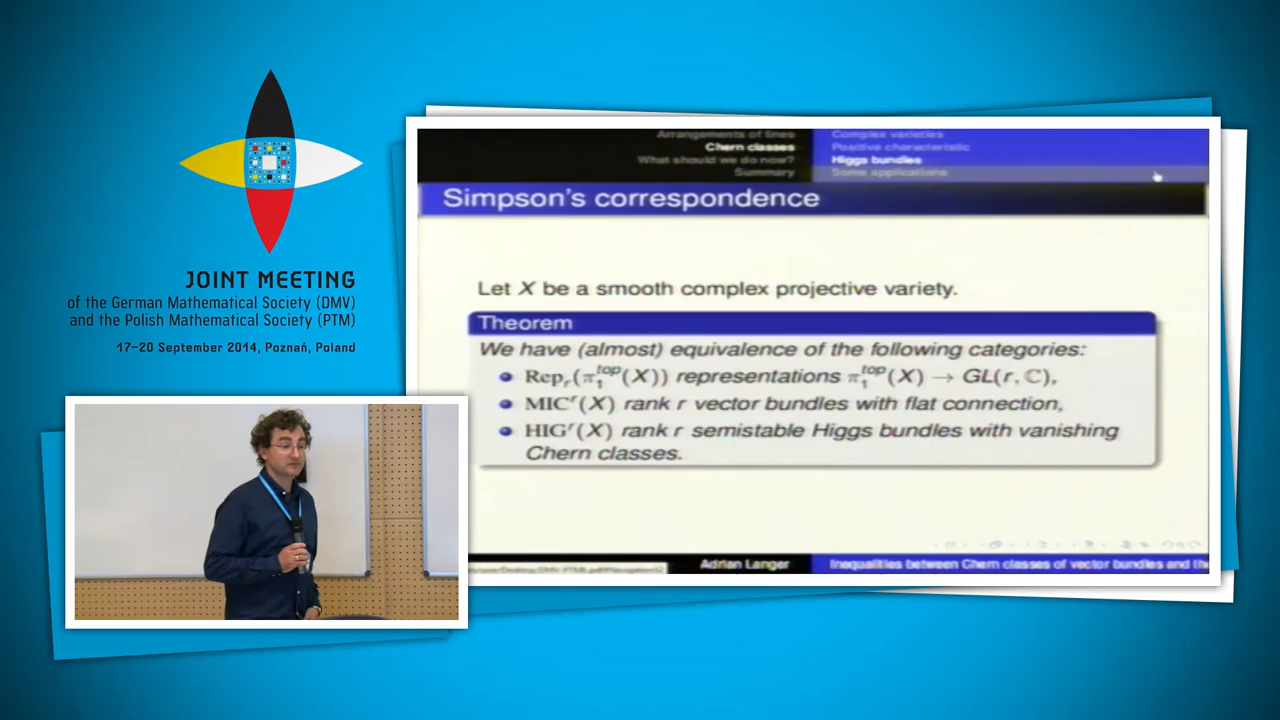 JOINT MEETING
of the German Mathematical Society (DMV)
and the Polish Mathematical Society (PTM)
17–20 September 2014, Poznań, Poland
Arrangements of lines
Chern classes
What should we do now?
Summary
Complex varieties
Positive characteristic
Higgs bundles
Some applications
Simpson's correspondence
Let X be a smooth complex projective variety.
Theorem
We have (almost) equivalence of the following categories:
• Rep_r(π_1^top(X)) representations π_1^top(X) → GL(r, ℂ),
• MIC^r(X) rank r vector bundles with flat connection,
• HIG^r(X) rank r semistable Higgs bundles with vanishing
Chern classes.
Adrian Langer
Inequalities between Chern classes of vector bundles and